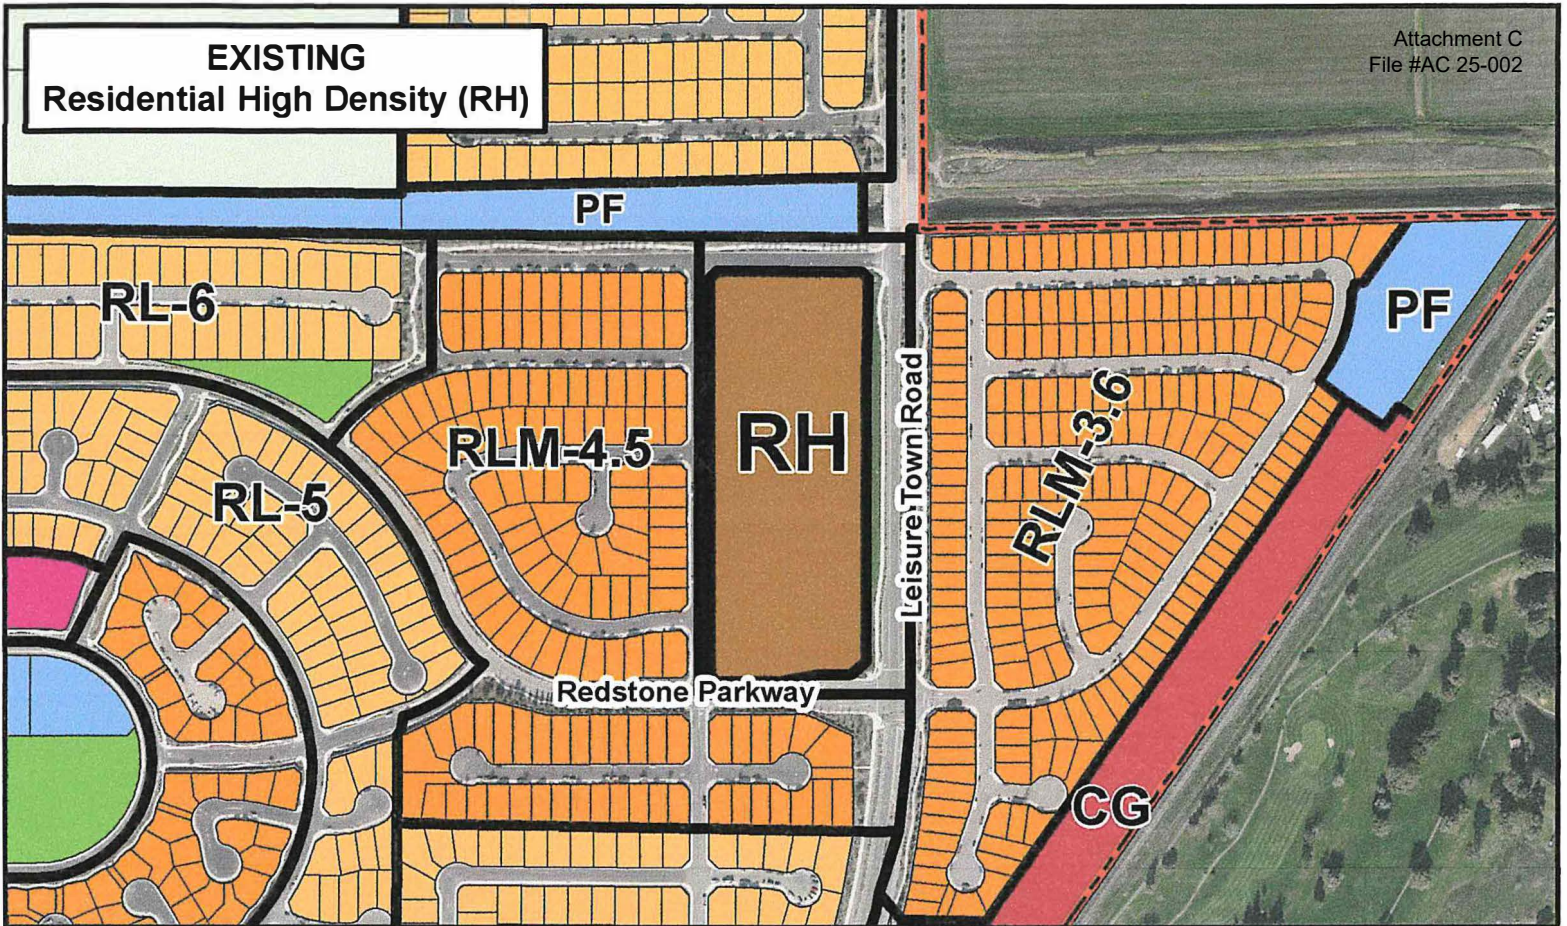 EXISTING
Residential High Density (RH)
Attachment C
File #AC 25-002
PF
RL-6
PF
RLM-4.5
RH
Leisure Town Road
RLM-3.6
RL-5
Redstone Parkway
CG